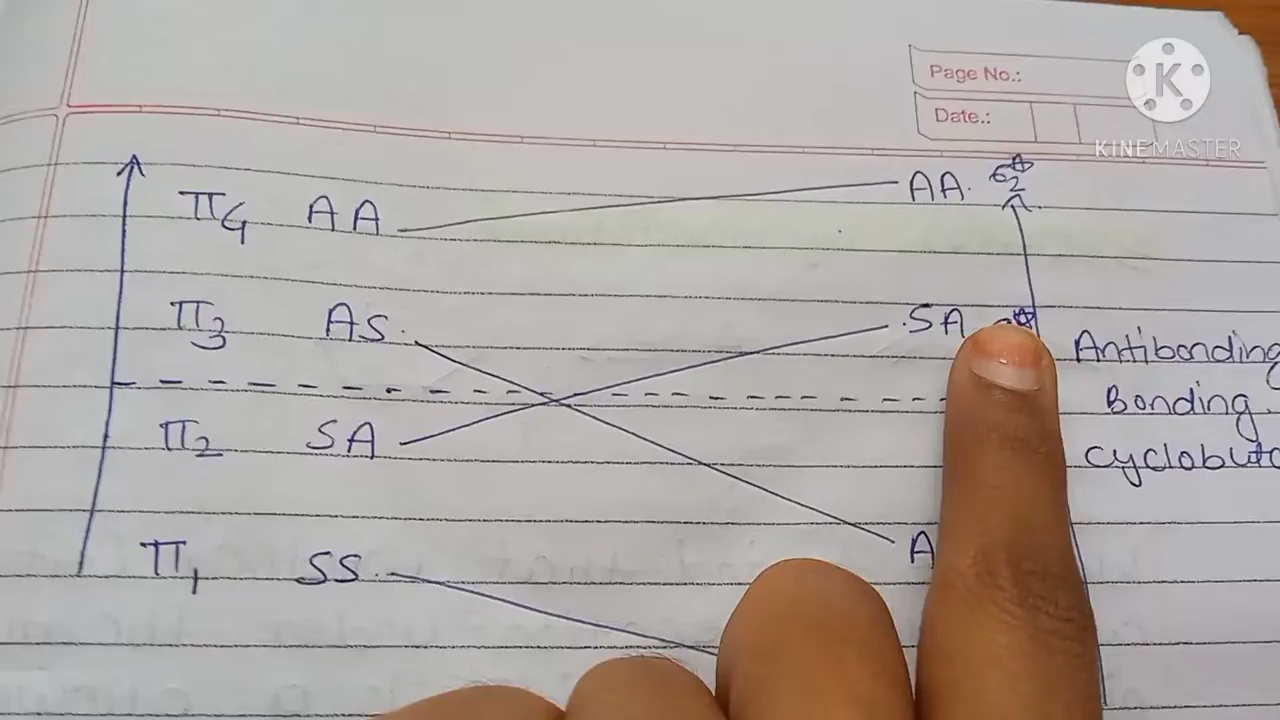 Page No.:
Date.:
KINEMASTER
π4 AA AA. σ2*
π3 AS. .SA
Antibonding
Bonding.
π2 SA
π1 SS.